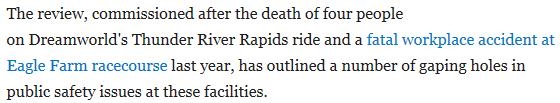 The review, commissioned after the death of four people
on Dreamworld's Thunder River Rapids ride and a fatal workplace accident at
Eagle Farm racecourse last year, has outlined a number of gaping holes in
public safety issues at these facilities.